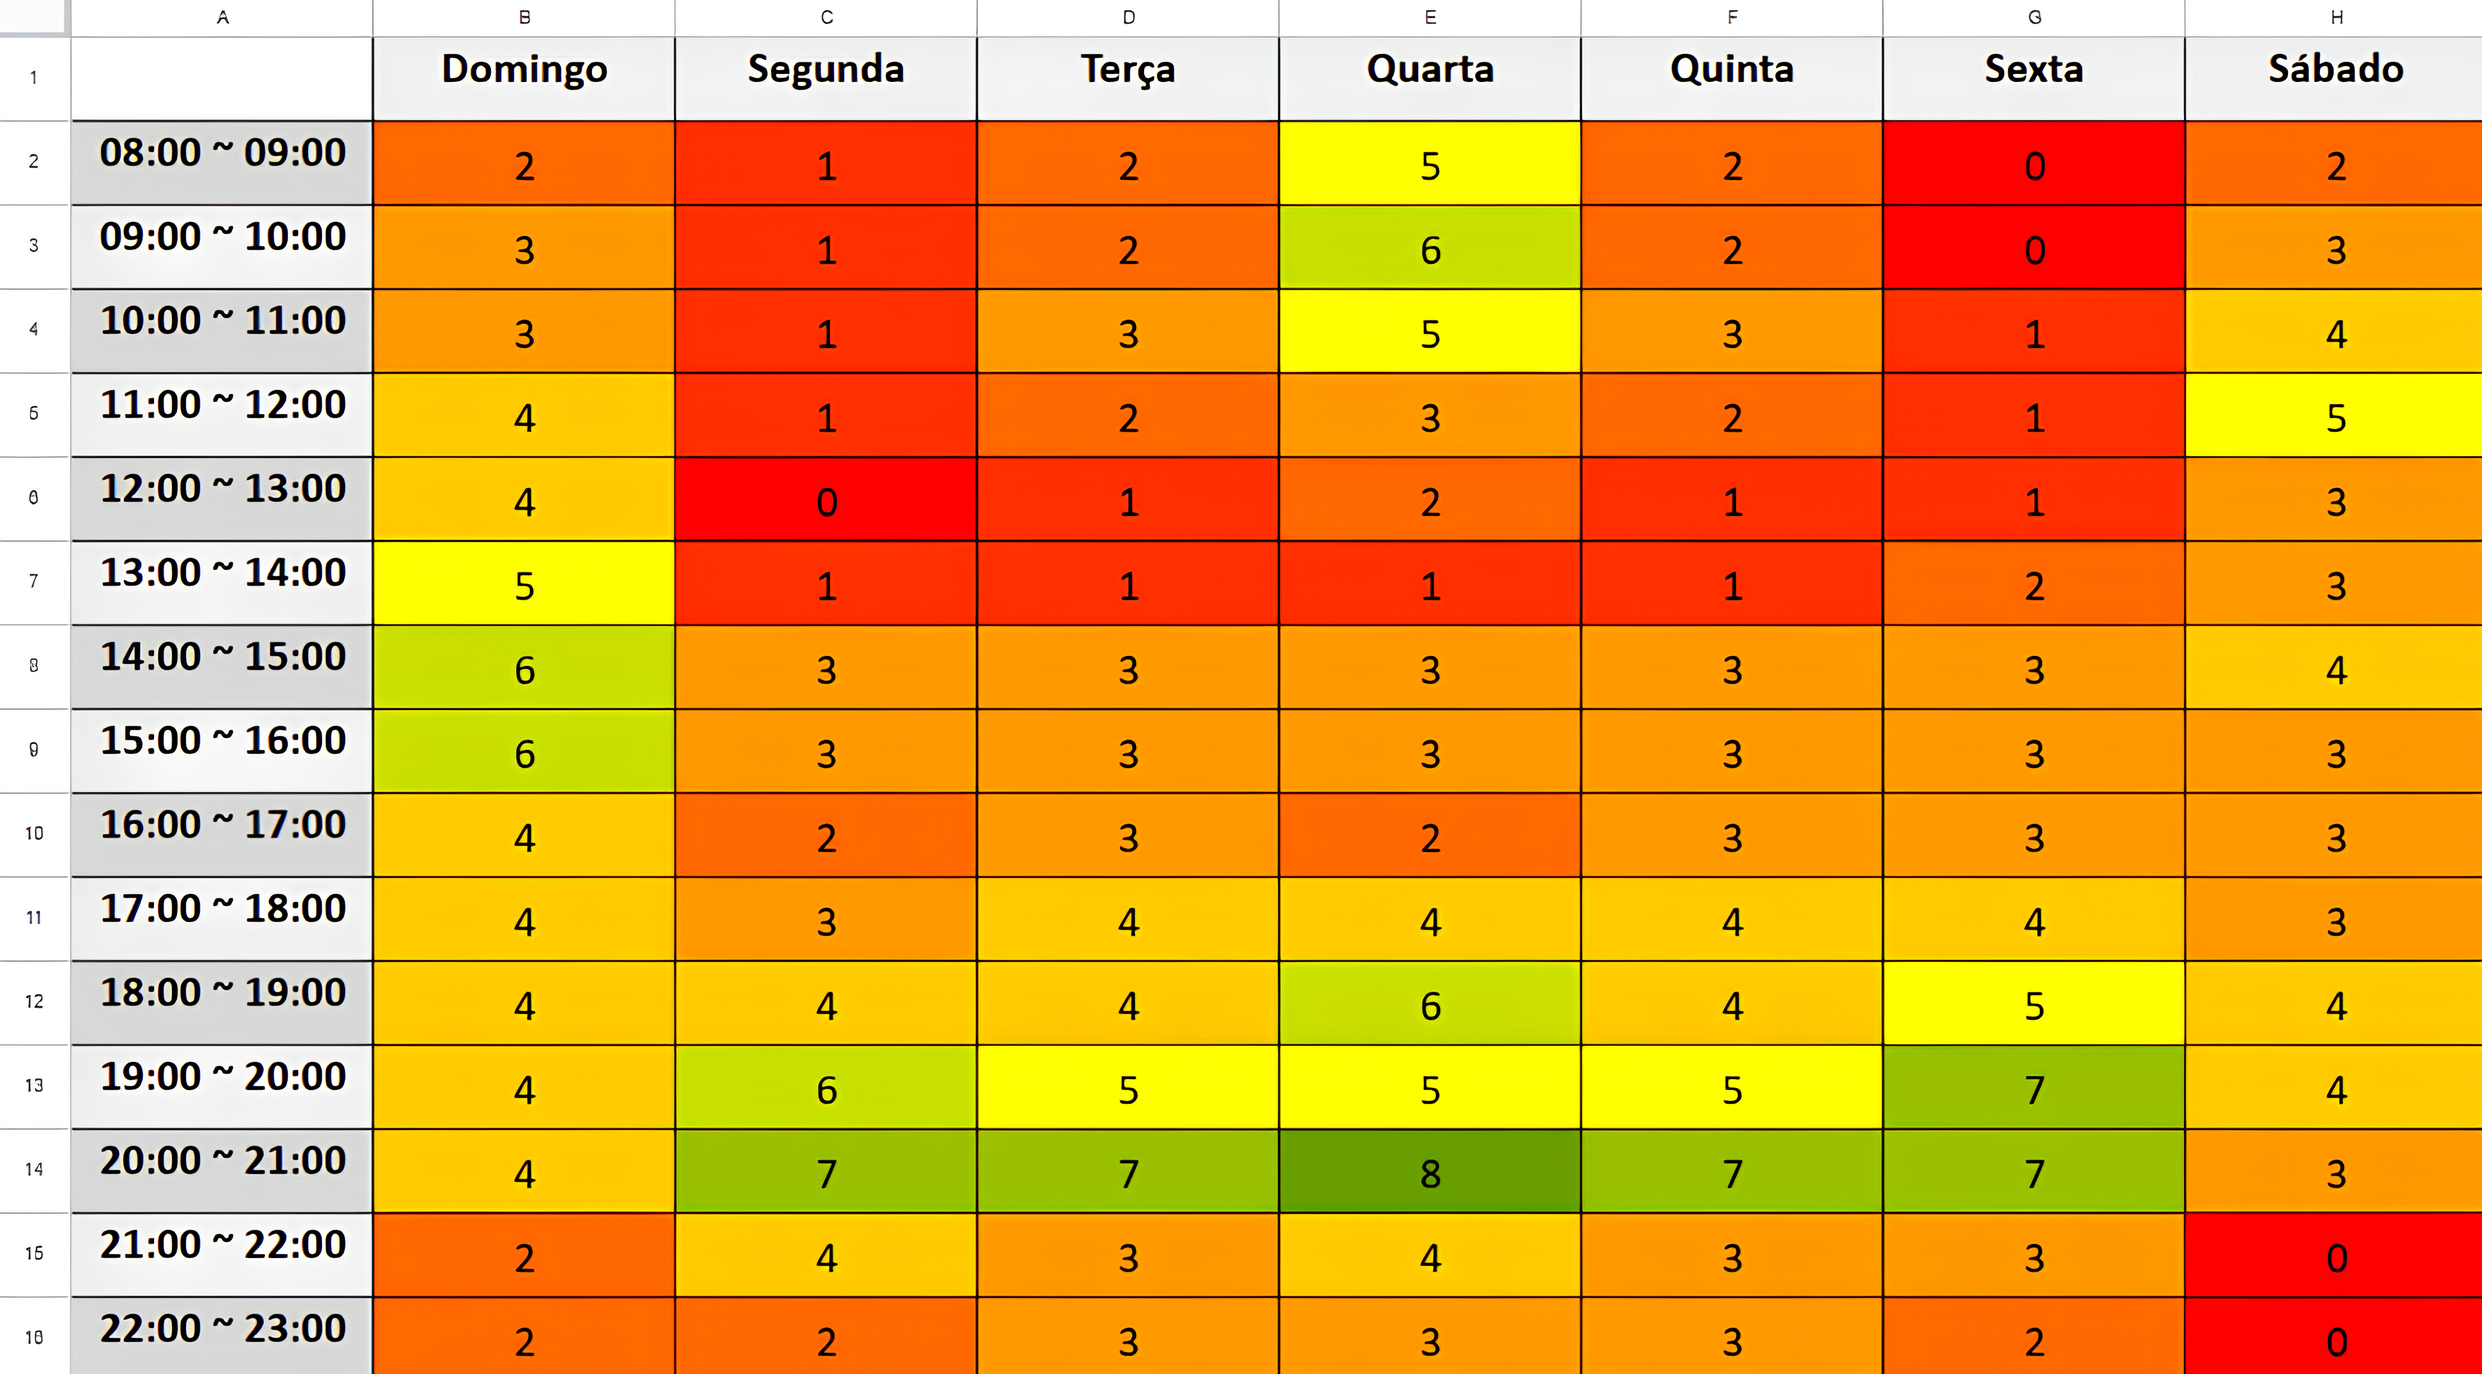 A B C D E F G H
1 Domingo Segunda Terça Quarta Quinta Sexta Sábado
2 08:00 ~ 09:00 2 1 2 5 2 0 2
3 09:00 ~ 10:00 3 1 2 6 2 0 3
4 10:00 ~ 11:00 3 1 3 5 3 1 4
5 11:00 ~ 12:00 4 1 2 3 2 1 5
6 12:00 ~ 13:00 4 0 1 2 1 1 3
7 13:00 ~ 14:00 5 1 1 1 1 2 3
8 14:00 ~ 15:00 6 3 3 3 3 3 4
9 15:00 ~ 16:00 6 3 3 3 3 3 3
10 16:00 ~ 17:00 4 2 3 2 3 3 3
11 17:00 ~ 18:00 4 3 4 4 4 4 3
12 18:00 ~ 19:00 4 4 4 6 4 5 4
13 19:00 ~ 20:00 4 6 5 5 5 7 4
14 20:00 ~ 21:00 4 7 7 8 7 7 3
15 21:00 ~ 22:00 2 4 3 4 3 3 0
16 22:00 ~ 23:00 2 2 3 3 3 2 0